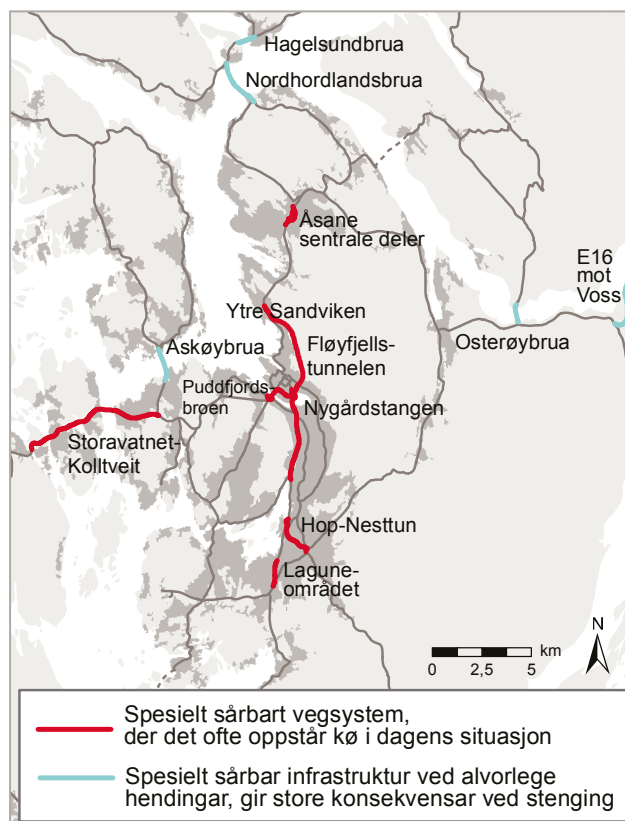 Hagelsundbrua
Nordhordlandsbrua
Åsane
sentrale deler
E16
mot
Voss
Ytre Sandviken
Fløyfjells-
tunnelen
Osterøybrua
Askøybrua
Puddfjords-
broen
Nygårdstangen
Storavatnet-
Kolltveit
Hop-Nesttun
Lagune-
området
N
km
0 2,5 5
Spesielt sårbart vegsystem,
der det ofte oppstår kø i dagens situasjon
Spesielt sårbar infrastruktur ved alvorlege
hendingar, gir store konsekvensar ved stenging